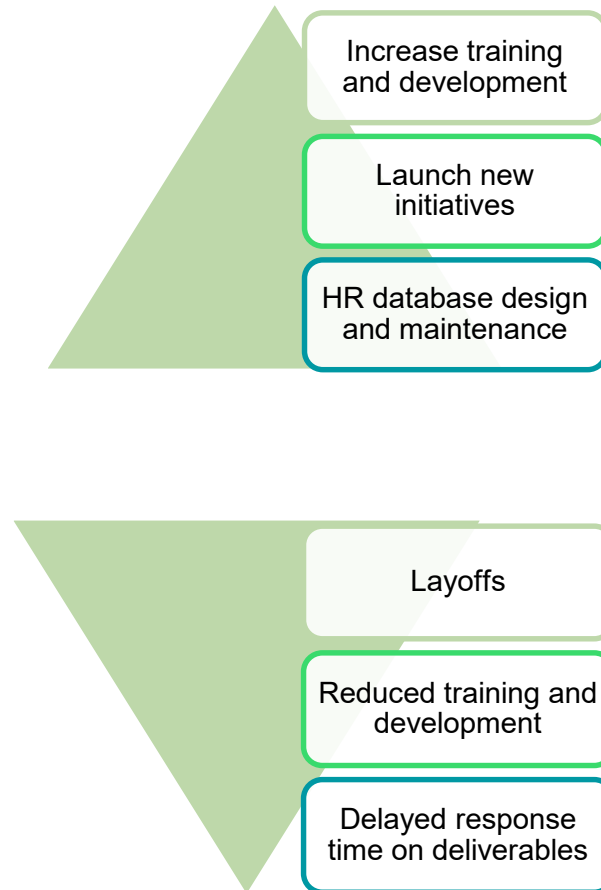 Increase training
and development
Launch new
initiatives
HR database design
and maintenance
Layoffs
Reduced training and
development
Delayed response
time on deliverables